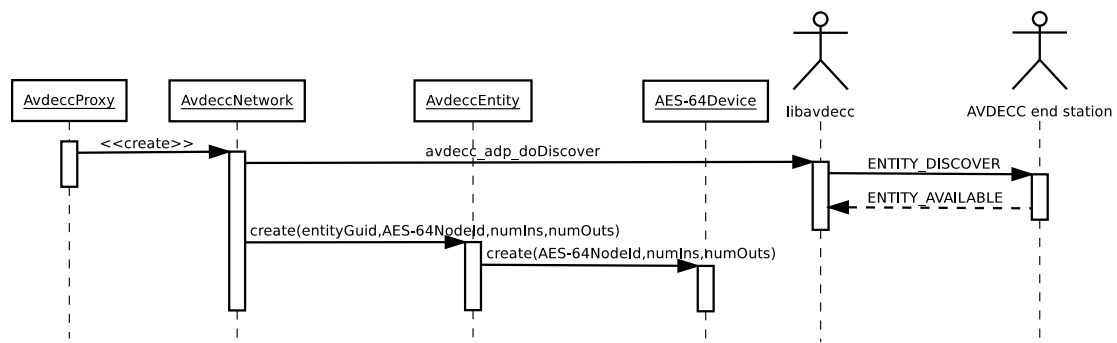 AvdeccProxy
AvdeccNetwork
AvdeccEntity
AES-64Device
libavdecc
AVDECC end station
<<create>>
avdecc_adp_doDiscover
ENTITY_DISCOVER
ENTITY_AVAILABLE
create(entityGuid,AES-64NodeId,numIns,numOuts)
create(AES-64NodeId,numIns,numOuts)